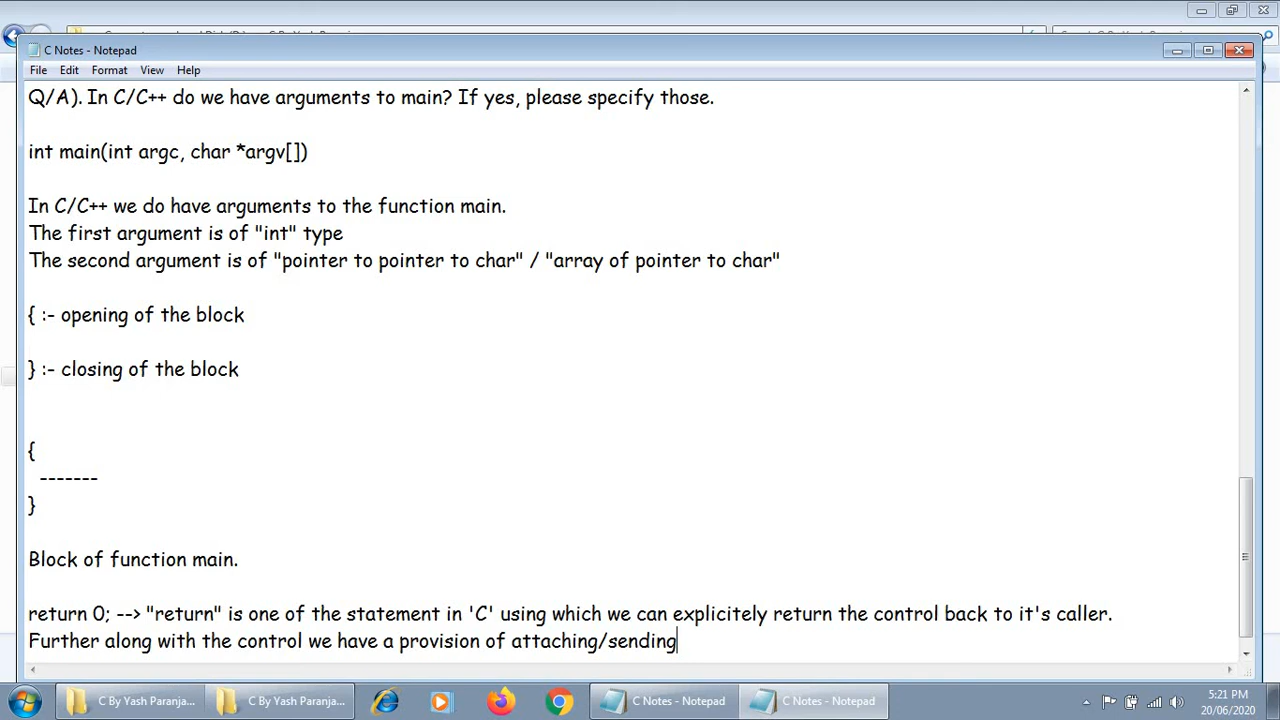 C Notes - Notepad
File Edit Format View Help
Q/A). In C/C++ do we have arguments to main? If yes, please specify those.
int main(int argc, char *argv[])
In C/C++ we do have arguments to the function main.
The first argument is of "int" type
The second argument is of "pointer to pointer to char" / "array of pointer to char"
{ :- opening of the block
} :- closing of the block
{
-------
}
Block of function main.
return 0; --> "return" is one of the statement in 'C' using which we can explicitely return the control back to it's caller.
Further along with the control we have a provision of attaching/sending
C By Yash Paranja... C By Yash Paranja... C Notes - Notepad C Notes - Notepad 5:21 PM
20/06/2020